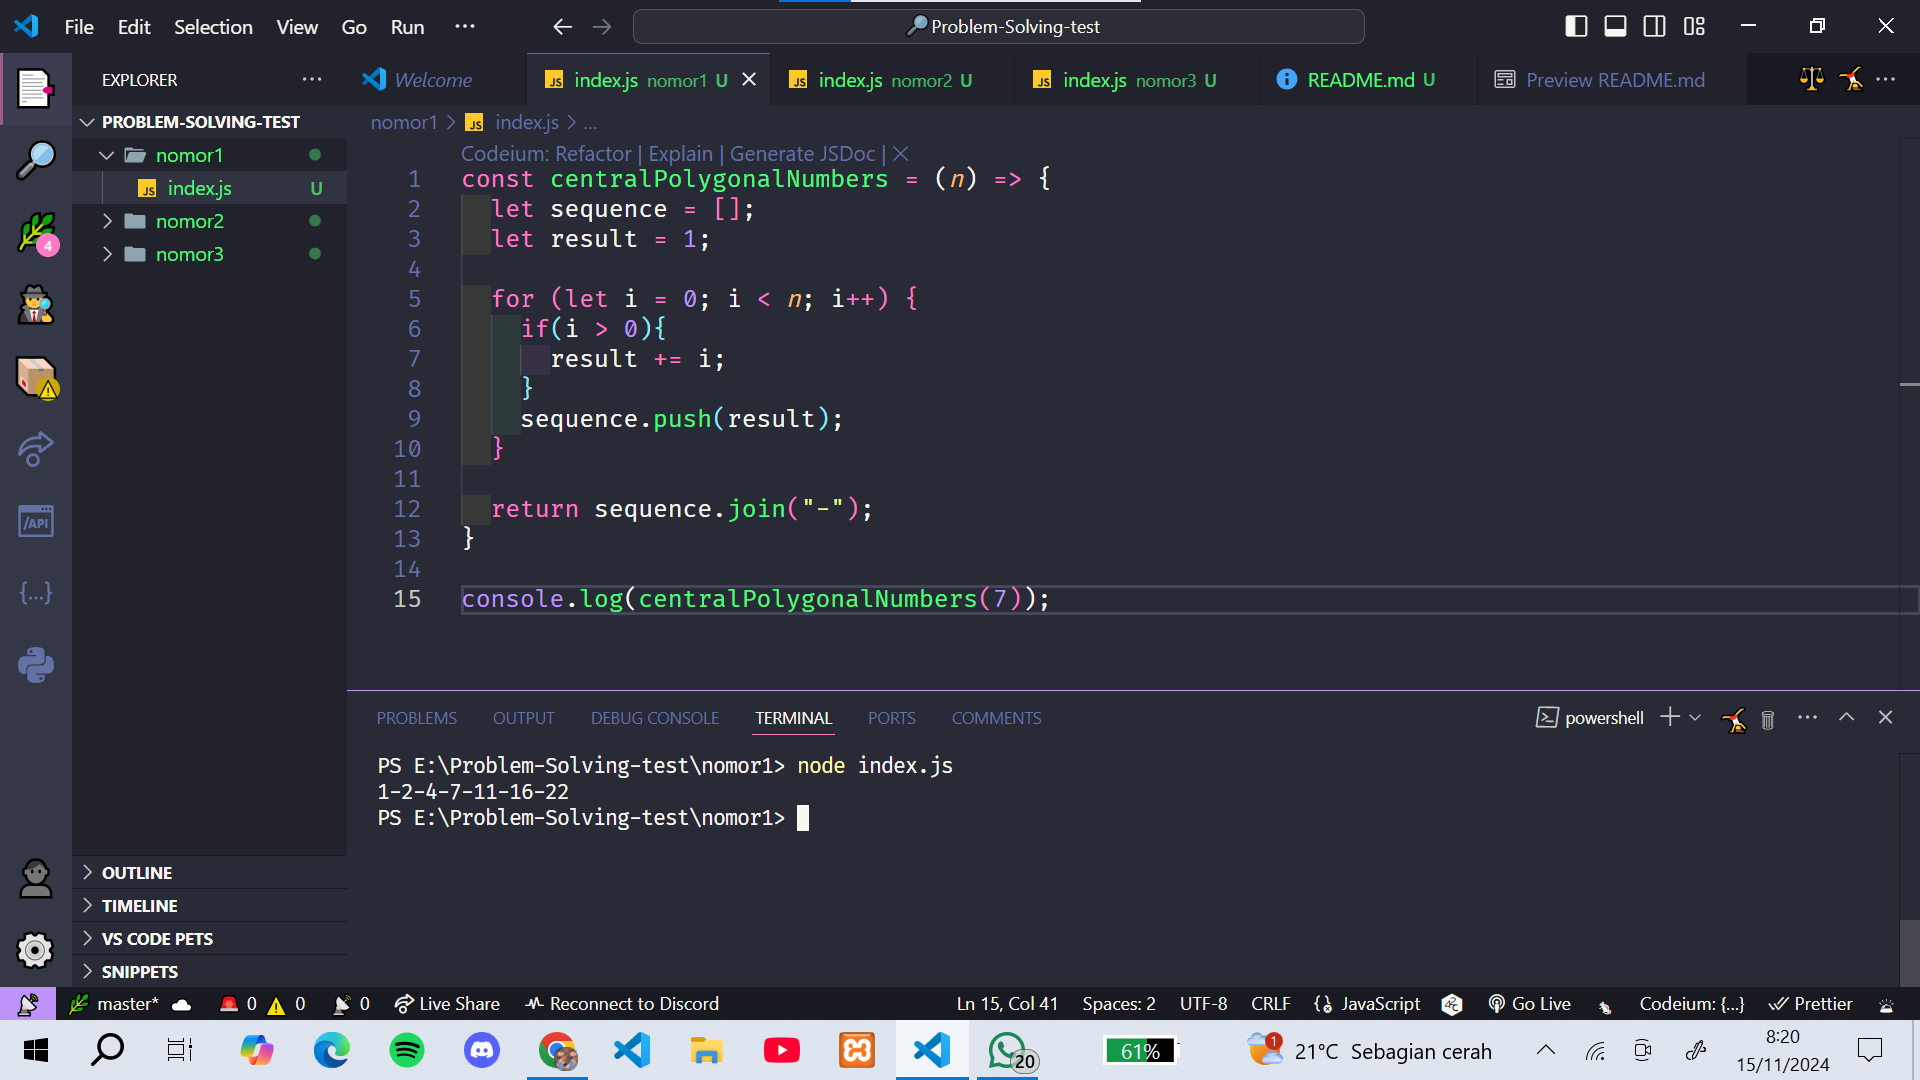 File Edit Selection View Go Run ··· Problem-Solving-test
EXPLORER ···
PROBLEM-SOLVING-TEST
nomor1
JS index.js U
nomor2
nomor3
OUTLINE
TIMELINE
VS CODE PETS
SNIPPETS
4
/API
{...}
Welcome JS index.js nomor1 U JS index.js nomor2 U JS index.js nomor3 U README.md U Preview README.md ···
nomor1 > JS index.js > ...
Codeium: Refactor | Explain | Generate JSDoc | ×
1 const centralPolygonalNumbers = (n) => {
2 let sequence = [];
3 let result = 1;
4
5 for (let i = 0; i < n; i++) {
6 if(i > 0){
7 result += i;
8 }
9 sequence.push(result);
10 }
11
12 return sequence.join("-");
13 }
14
15 console.log(centralPolygonalNumbers(7));
PROBLEMS OUTPUT DEBUG CONSOLE TERMINAL PORTS COMMENTS powershell ···
PS E:\Problem-Solving-test\nomor1> node index.js
1-2-4-7-11-16-22
PS E:\Problem-Solving-test\nomor1>
master* 0 0 0 Live Share Reconnect to Discord Ln 15, Col 41 Spaces: 2 UTF-8 CRLF {} JavaScript Go Live Codeium: {...} Prettier
20 61% 1 21°C Sebagian cerah 8:20
15/11/2024